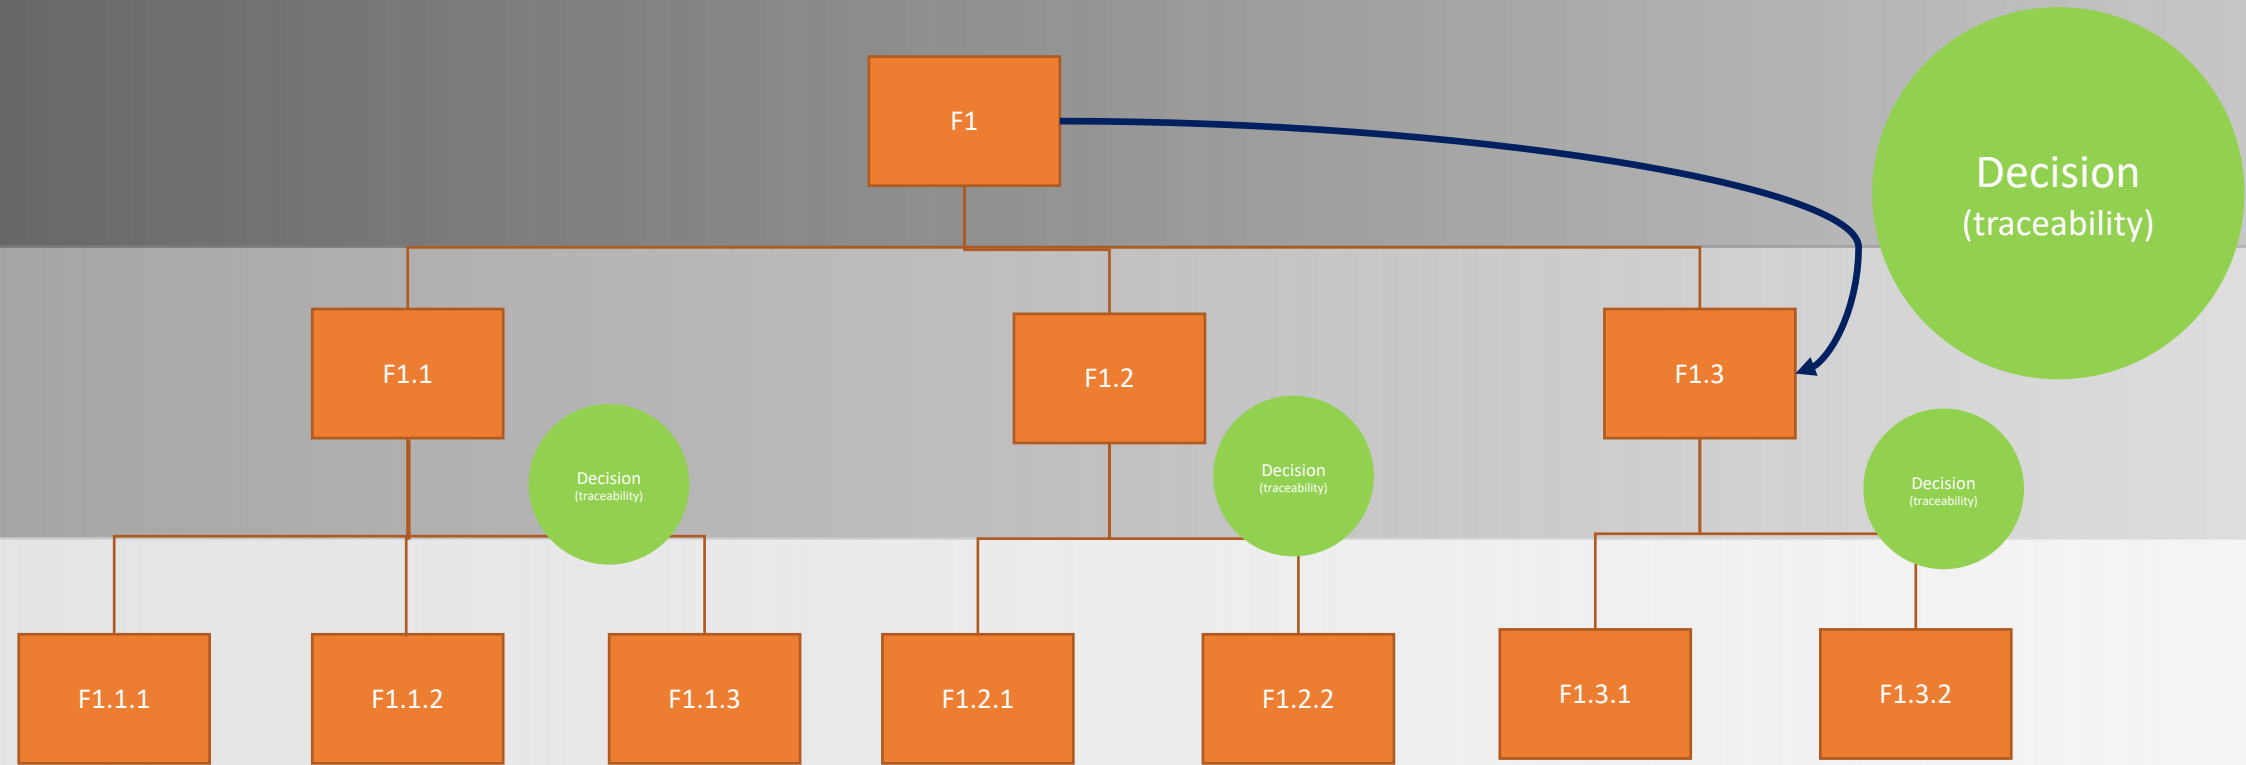 F1
Decision
(traceability)
F1.1
F1.2
F1.3
Decision
(traceability)
Decision
(traceability)
Decision
(traceability)
F1.1.1
F1.1.2
F1.1.3
F1.2.1
F1.2.2
F1.3.1
F1.3.2